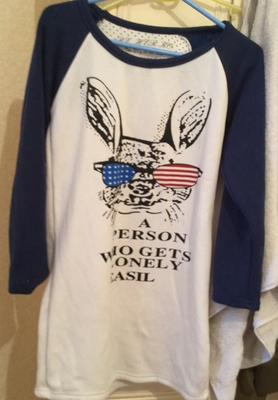 A
PERSON
WHO GETS
LONELY
EASIL